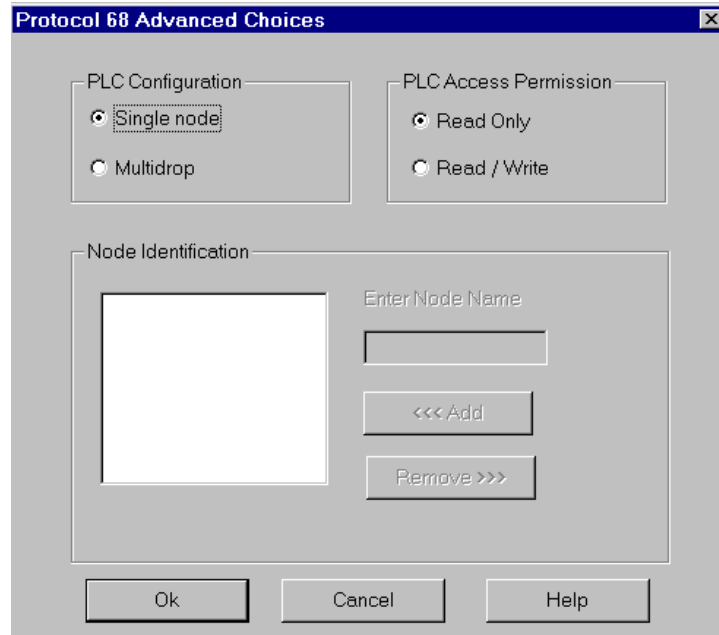 Protocol 68 Advanced Choices
PLC Configuration
Single node
Multidrop
PLC Access Permission
Read Only
Read / Write
Node Identification
Enter Node Name
<<< Add
Remove >>>
Ok
Cancel
Help